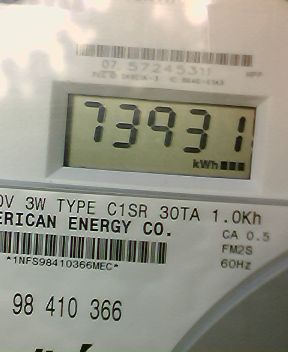 07 57245311
73931
kWh
0V 3W TYPE C1SR 30TA 1.0Kh
ERICAN ENERGY CO.
CA 0.5
FM2S
60Hz
*1NFS98410366MEC*
98 410 366